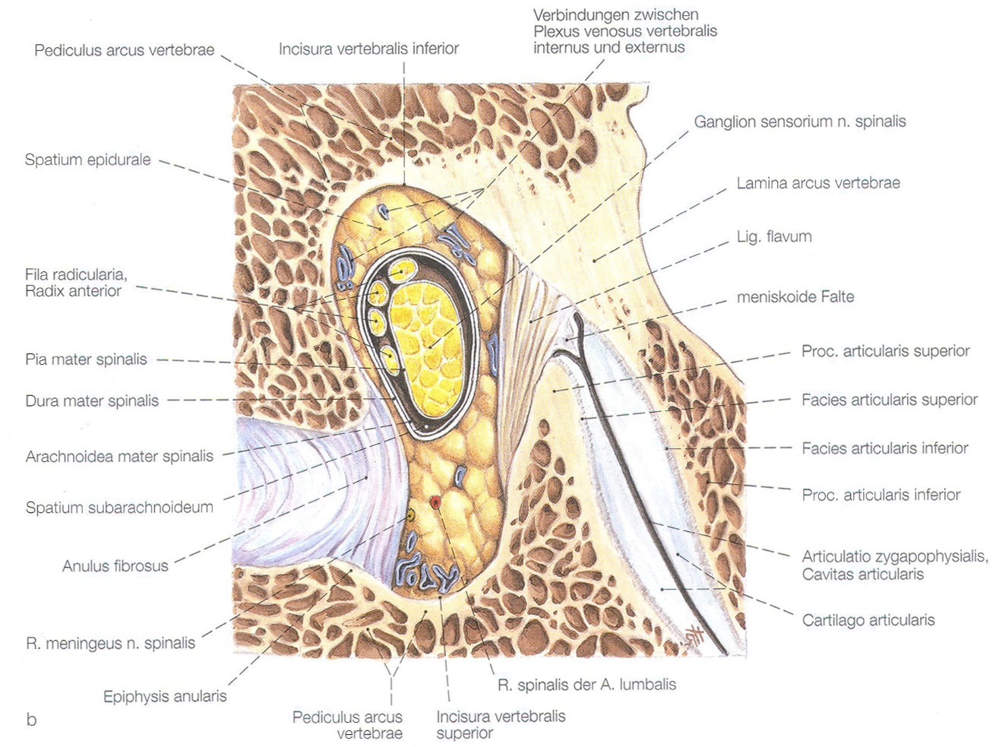 Verbindungen zwischen
Plexus venosus vertebralis
internus und externus
Pediculus arcus vertebrae
Incisura vertebralis inferior
Ganglion sensorium n. spinalis
Spatium epidurale
Lamina arcus vertebrae
Lig. flavum
Fila radicularia,
Radix anterior
meniskoide Falte
Proc. articularis superior
Pia mater spinalis
Dura mater spinalis
Facies articularis superior
Arachnoidea mater spinalis
Facies articularis inferior
Spatium subarachnoideum
Proc. articularis inferior
Anulus fibrosus
Articulatio zygapophysialis,
Cavitas articularis
Cartilago articularis
R. meningeus n. spinalis
Epiphysis anularis
R. spinalis der A. lumbalis
b
Pediculus arcus
vertebrae
Incisura vertebralis
superior